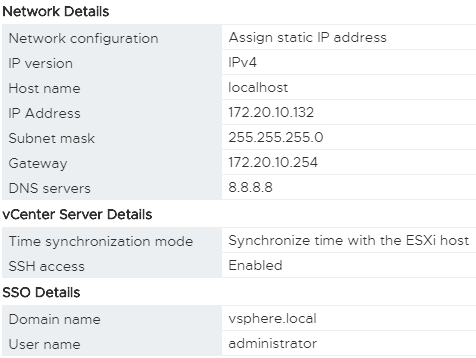 Network Details
Network configuration Assign static IP address
IP version IPv4
Host name localhost
IP Address 172.20.10.132
Subnet mask 255.255.255.0
Gateway 172.20.10.254
DNS servers 8.8.8.8
vCenter Server Details
Time synchronization mode Synchronize time with the ESXi host
SSH access Enabled
SSO Details
Domain name vsphere.local
User name administrator